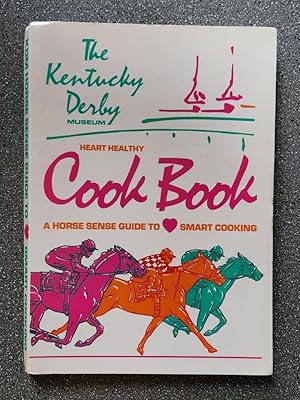 The
Kentucky
Derby
MUSEUM
HEART HEALTHY
Cook Book
A HORSE SENSE GUIDE TO ♥ SMART COOKING